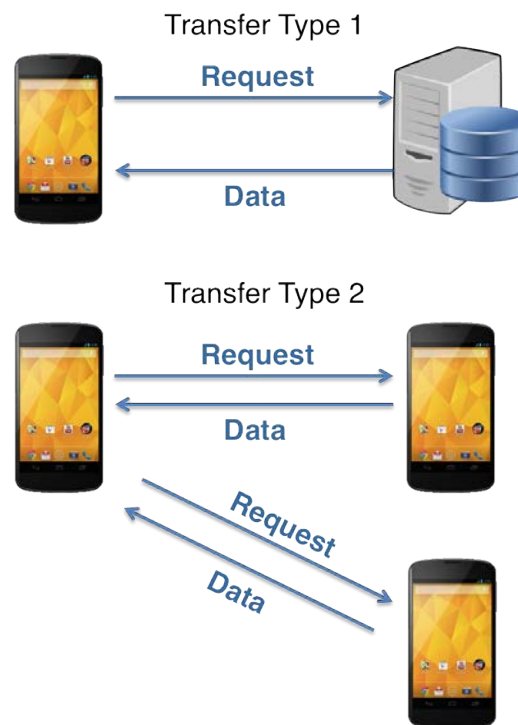 Transfer Type 1
Request
Data
Transfer Type 2
Request
Data
Request
Data